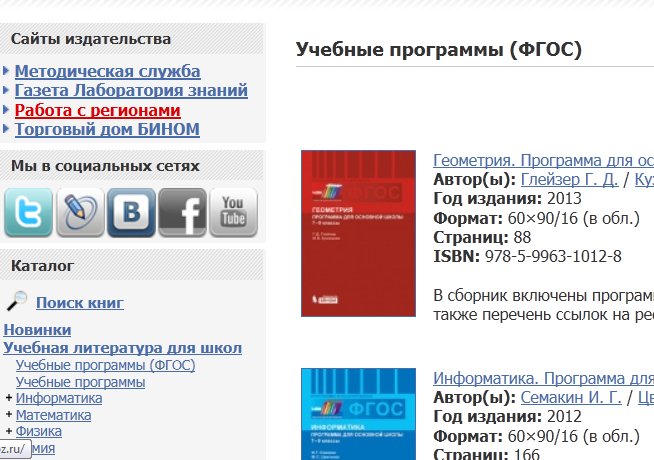 Сайты издательства
Методическая служба
Газета Лаборатория знаний
Работа с регионами
Торговый дом БИНОМ
Мы в социальных сетях
You
Tube
Каталог
Поиск книг
Новинки
Учебная литература для школ
Учебные программы (ФГОС)
Учебные программы
+ Информатика
+ Математика
+ Физика
z.ru/
Учебные программы (ФГОС)
ФГОС
ГЕОМЕТРИЯ
ПРОГРАММА ДЛЯ ОСНОВНОЙ ШКОЛЫ
7–9 классы
Геометрия. Программа для ос
Автор(ы): Глейзер Г. Д. /
Год издания: 2013
Формат: 60×90/16 (в обл.)
Страниц: 88
ISBN: 978-5-9963-1012-8
В сборник включены програм
также перечень ссылок на ре
ФГОС
ИНФОРМАТИКА
ПРОГРАММА ДЛЯ ОСНОВНОЙ ШКОЛЫ
7–9 классы
Информатика. Программа для
Автор(ы): Семакин И. Г. / Цв
Год издания: 2012
Формат: 60×90/16 (в обл.)
Страниц: 166